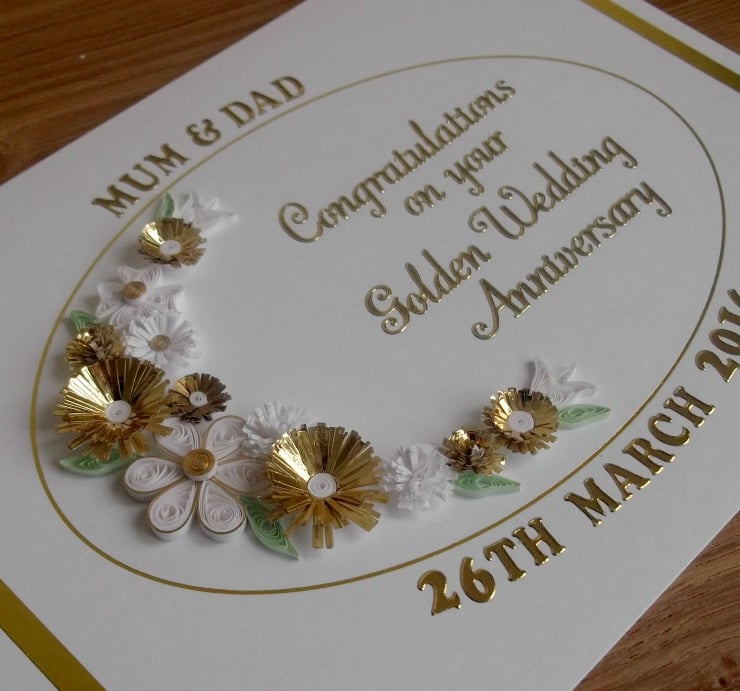 MUM & DAD
Congratulations
on your
Golden Wedding
Anniversary
26TH MARCH